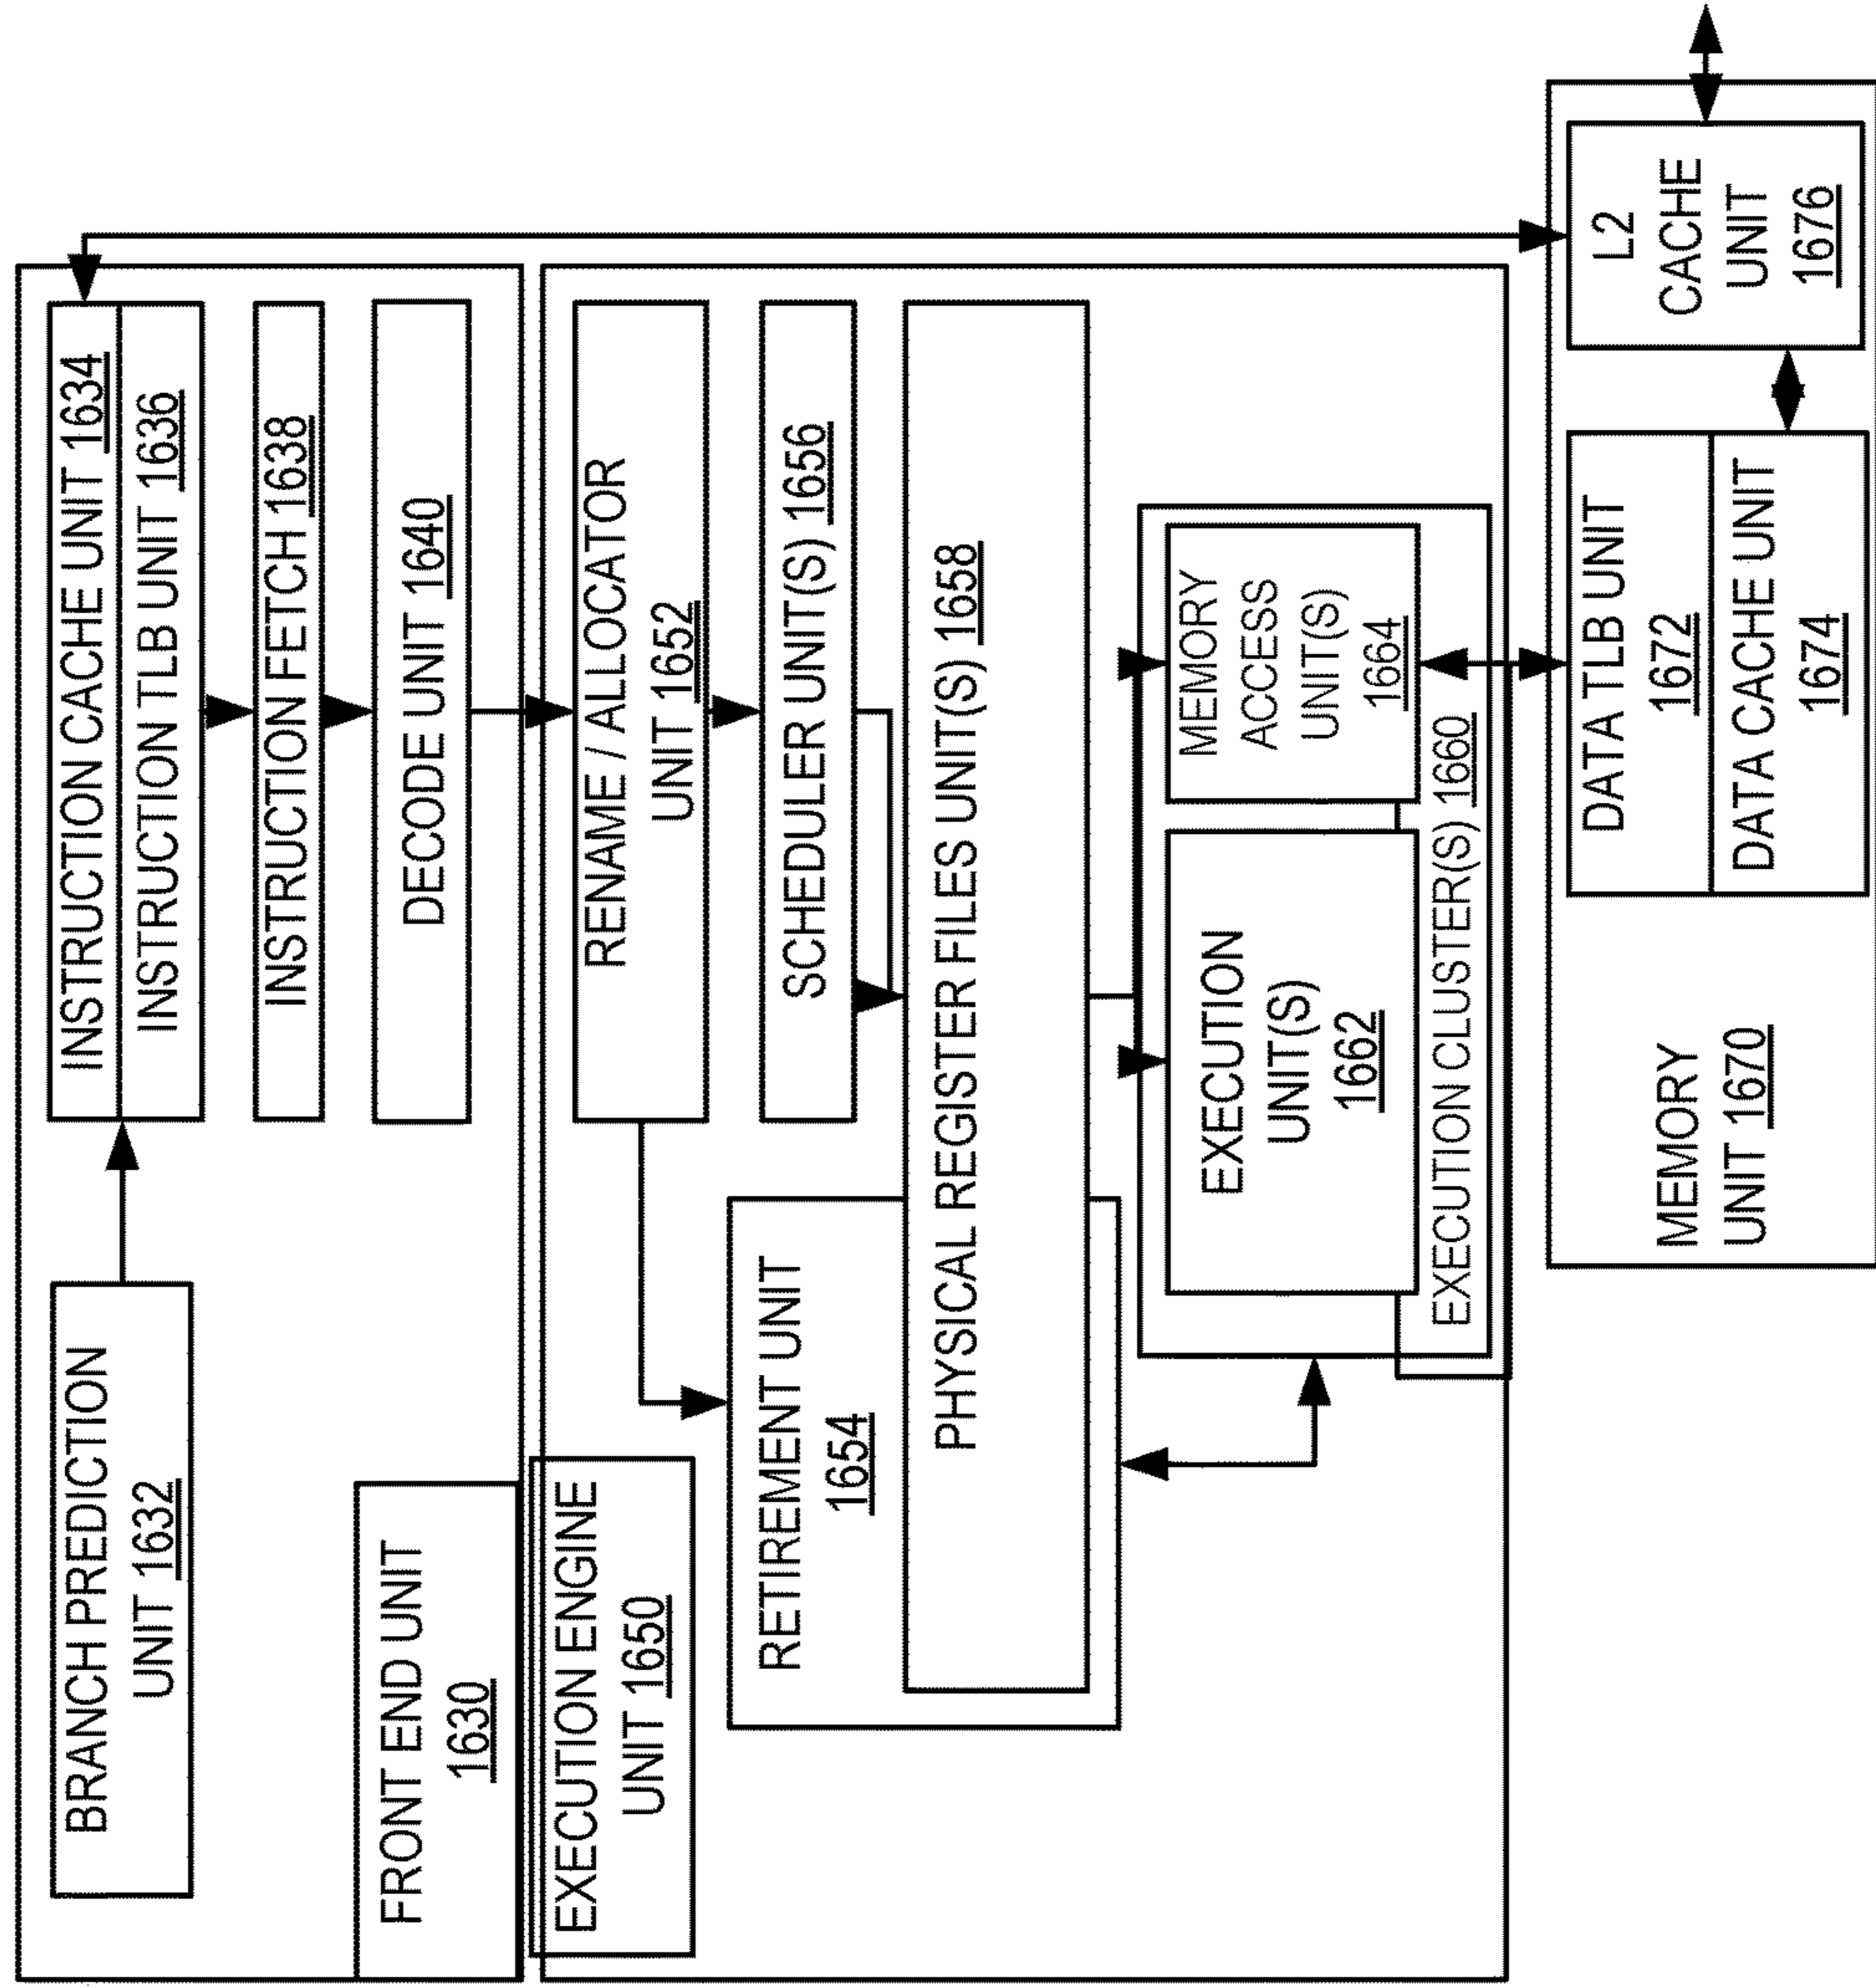 BRANCH PREDICTION
UNIT 1632
INSTRUCTION CACHE UNIT 1634
INSTRUCTION TLB UNIT 1636
INSTRUCTION FETCH 1638
FRONT END UNIT
1630
DECODE UNIT 1640
EXECUTION ENGINE
UNIT 1650
RENAME / ALLOCATOR
UNIT 1652
RETIREMENT UNIT
1654
SCHEDULER UNIT(S) 1656
PHYSICAL REGISTER FILES UNIT(S) 1658
EXECUTION
UNIT(S)
1662
MEMORY
ACCESS
UNIT(S)
1664
EXECUTION CLUSTER(S) 1660
MEMORY
UNIT 1670
DATA TLB UNIT
1672
DATA CACHE UNIT
1674
L2
CACHE
UNIT
1676